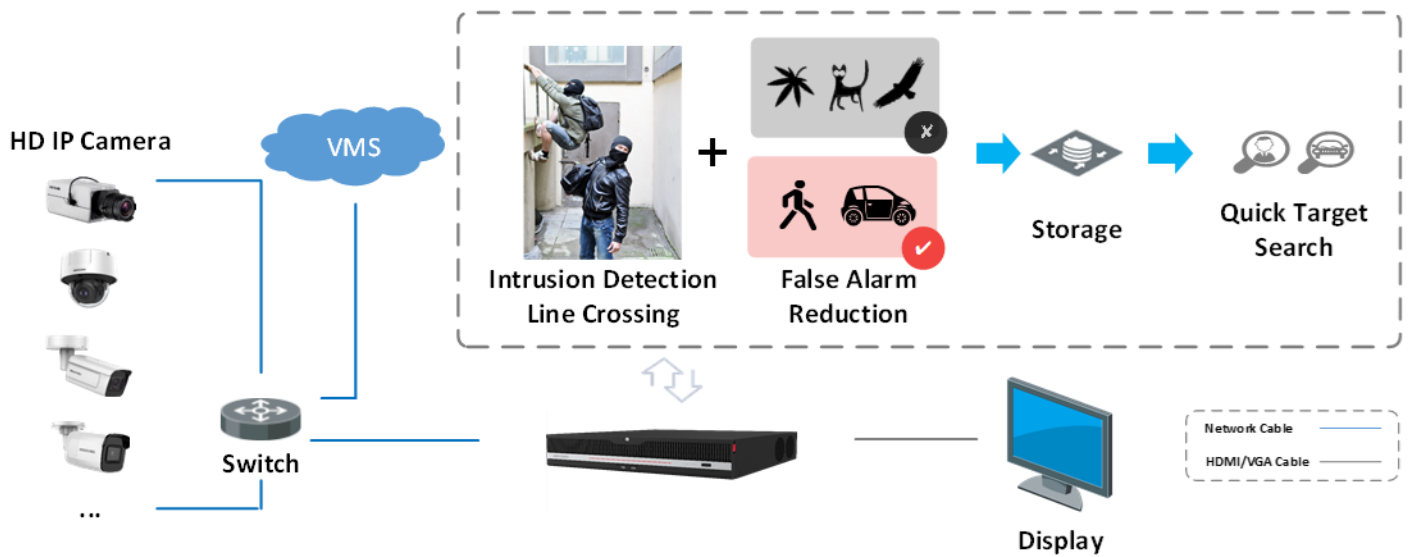 HD IP Camera
...
VMS
Switch
Intrusion Detection
Line Crossing
+
False Alarm
Reduction
Storage
Quick Target
Search
Display
Network Cable
HDMI/VGA Cable